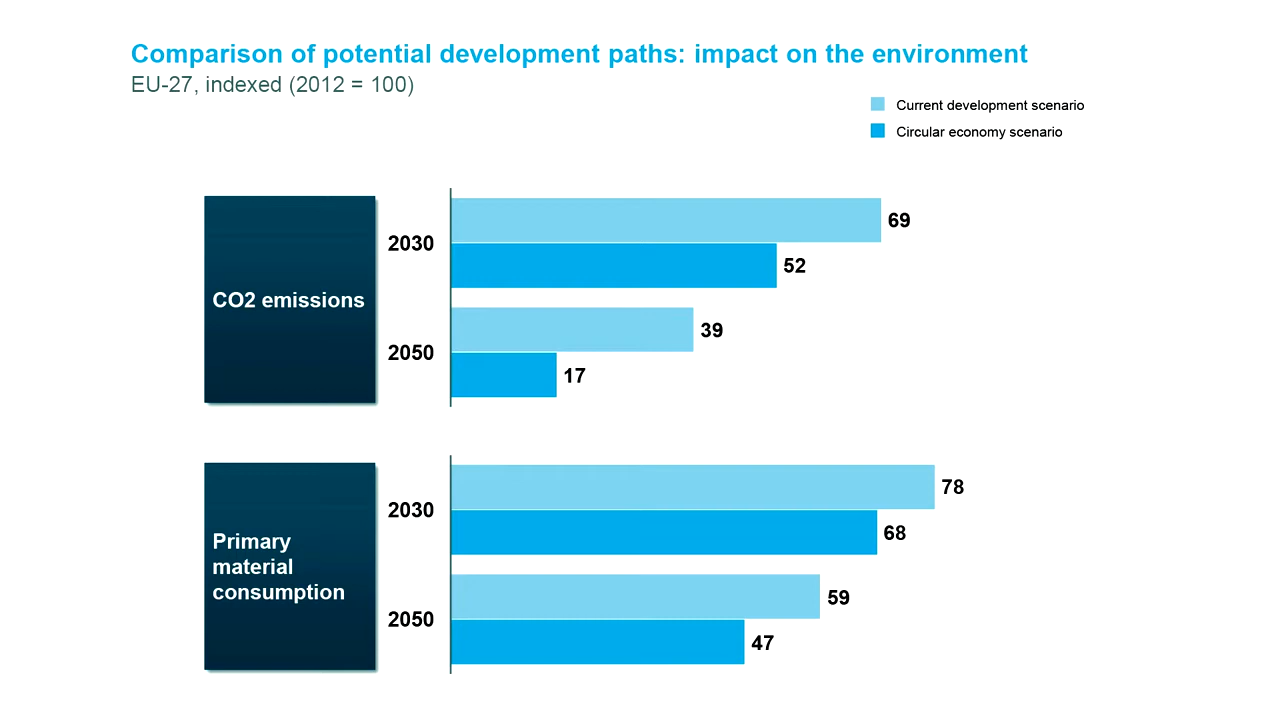 Comparison of potential development paths: impact on the environment
EU-27, indexed (2012 = 100)
Current development scenario
Circular economy scenario
CO2 emissions
2030
69
52
2050
39
17
Primary
material
consumption
2030
78
68
2050
59
47